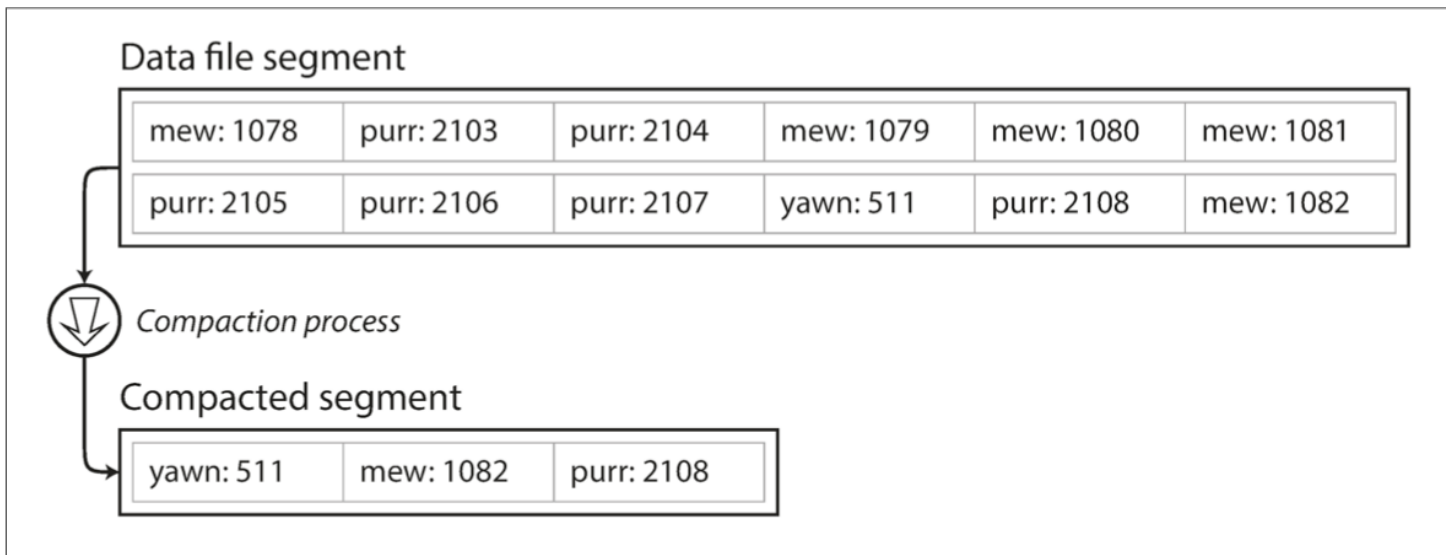 Data file segment
mew: 1078 purr: 2103 purr: 2104 mew: 1079 mew: 1080 mew: 1081
purr: 2105 purr: 2106 purr: 2107 yawn: 511 purr: 2108 mew: 1082
Compaction process
Compacted segment
yawn: 511 mew: 1082 purr: 2108